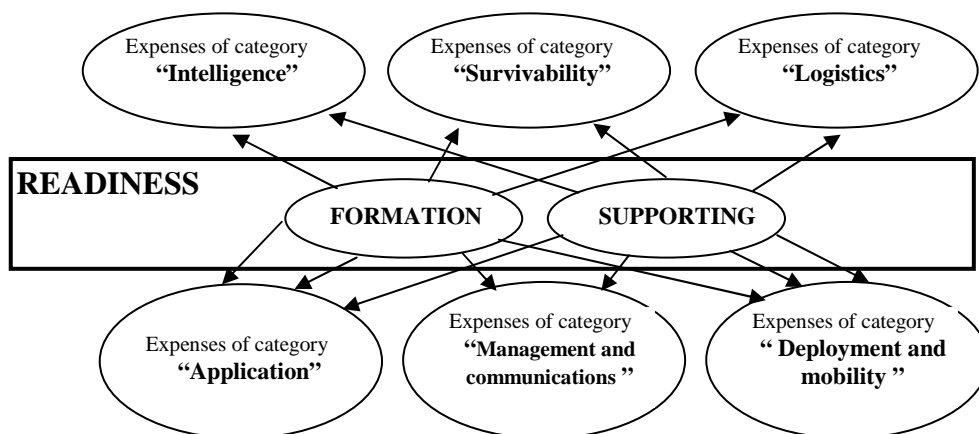 Expenses of category
“Intelligence”
Expenses of category
“Survivability”
Expenses of category
“Logistics”
READINESS
FORMATION
SUPPORTING
Expenses of category
“Application”
Expenses of category
“Management and
communications ”
Expenses of category
“ Deployment and
mobility ”